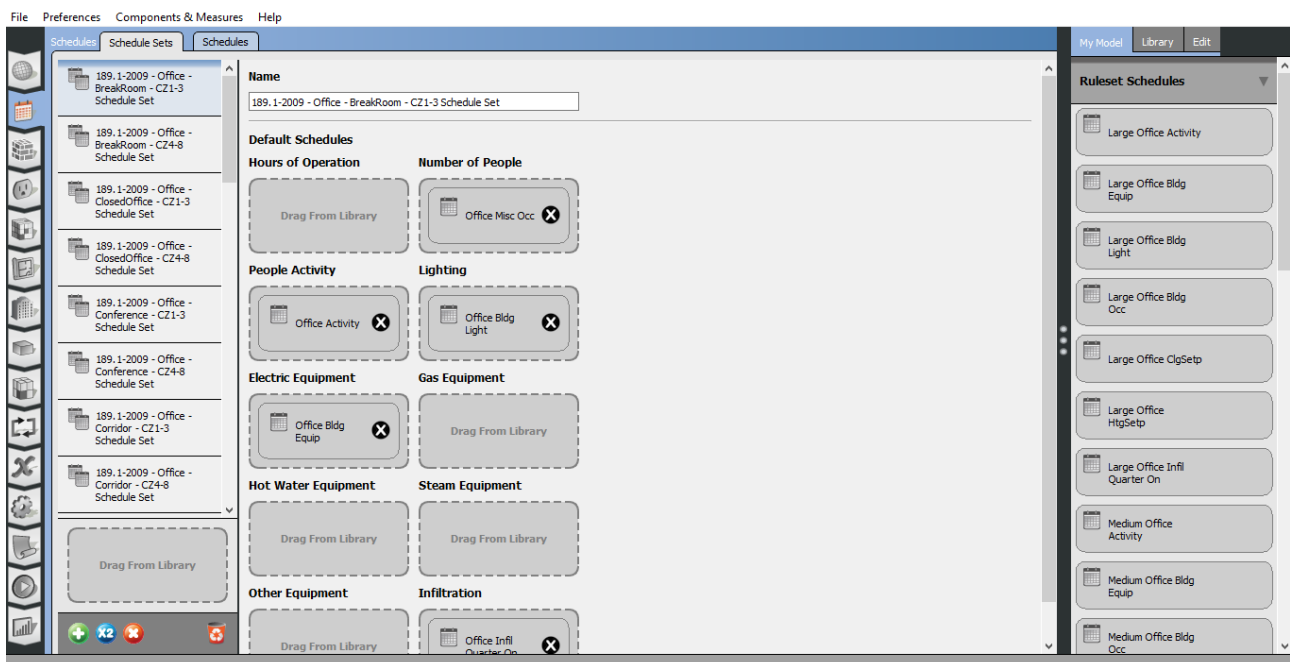 File Preferences Components & Measures Help
Schedules Schedule Sets Schedules
My Model Library Edit
189.1-2009 - Office -
BreakRoom - CZ1-3
Schedule Set
189.1-2009 - Office -
BreakRoom - CZ4-8
Schedule Set
189.1-2009 - Office -
ClosedOffice - CZ1-3
Schedule Set
189.1-2009 - Office -
ClosedOffice - CZ4-8
Schedule Set
189.1-2009 - Office -
Conference - CZ1-3
Schedule Set
189.1-2009 - Office -
Conference - CZ4-8
Schedule Set
189.1-2009 - Office -
Corridor - CZ1-3
Schedule Set
189.1-2009 - Office -
Corridor - CZ4-8
Schedule Set
Drag From Library
X2
Name
189.1-2009 - Office - BreakRoom - CZ1-3 Schedule Set
Default Schedules
Hours of Operation Number of People
Drag From Library
Office Misc Occ
People Activity Lighting
Office Activity
Office Bldg
Light
Electric Equipment Gas Equipment
Office Bldg
Equip
Drag From Library
Hot Water Equipment Steam Equipment
Drag From Library Drag From Library
Other Equipment Infiltration
Drag From Library
Office Infil
Quarter On
Ruleset Schedules
Large Office Activity
Large Office Bldg
Equip
Large Office Bldg
Light
Large Office Bldg
Occ
Large Office ClgSetp
Large Office
HtgSetp
Large Office Infil
Quarter On
Medium Office
Activity
Medium Office Bldg
Equip
Medium Office Bldg
Occ